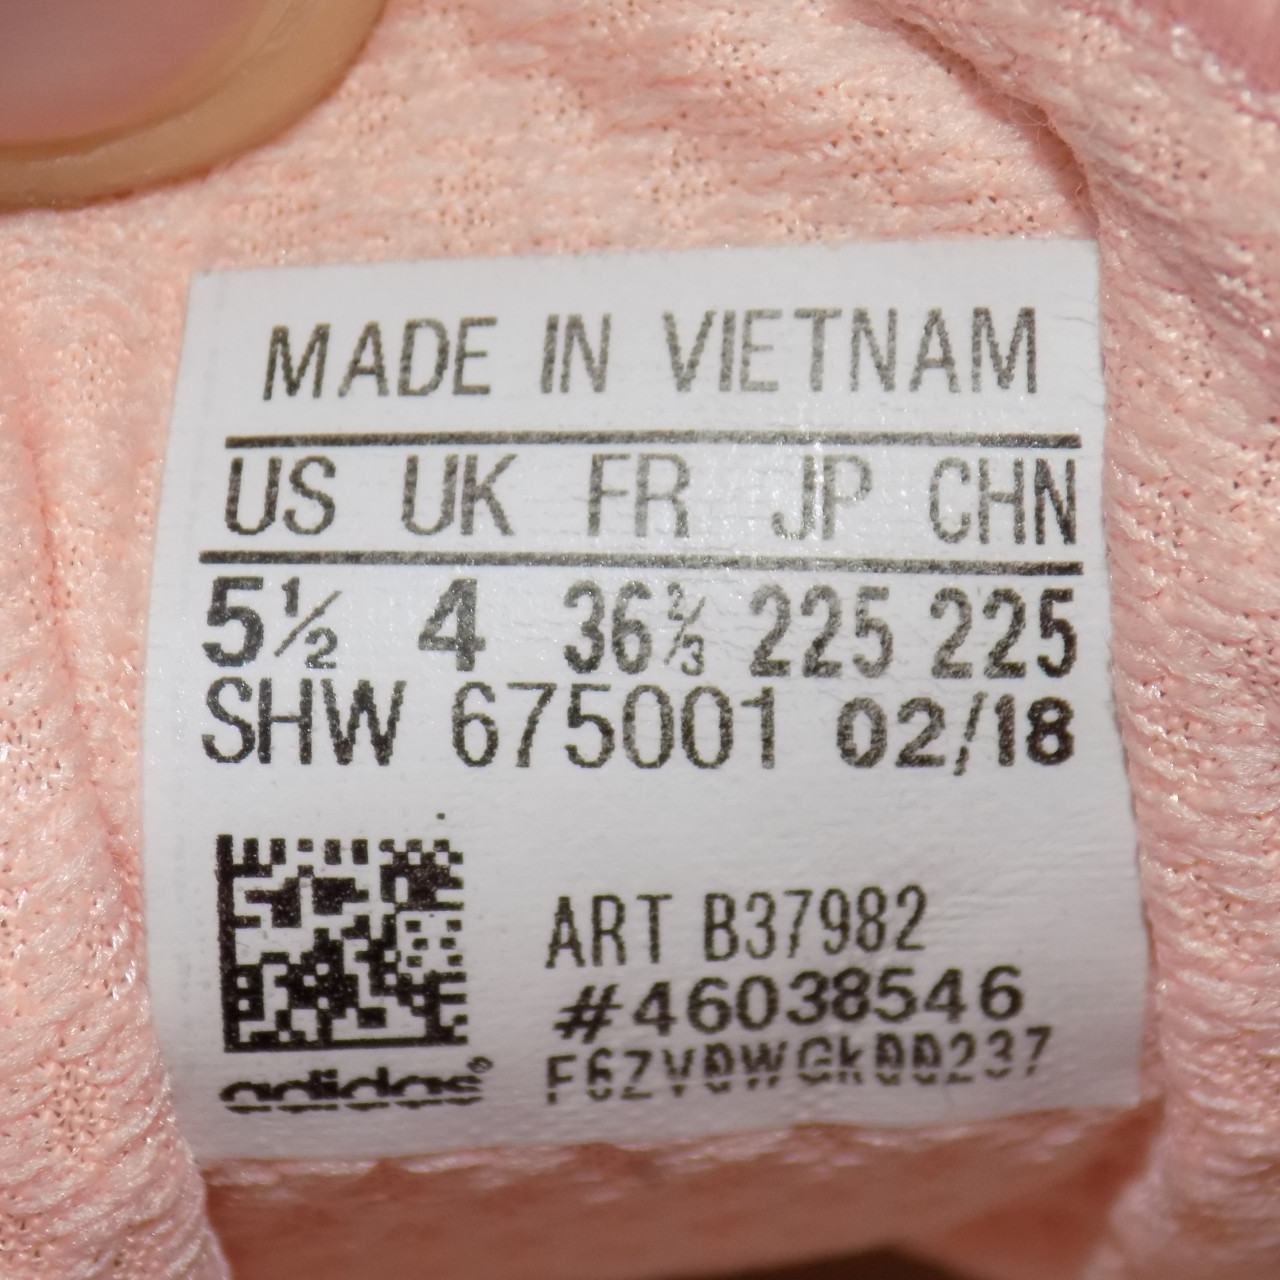 MADE IN VIETNAM
US UK FR JP CHN
5½ 4 36⅔ 225 225
SHW 675001 02/18
ART B37982
#46038546
adidas®